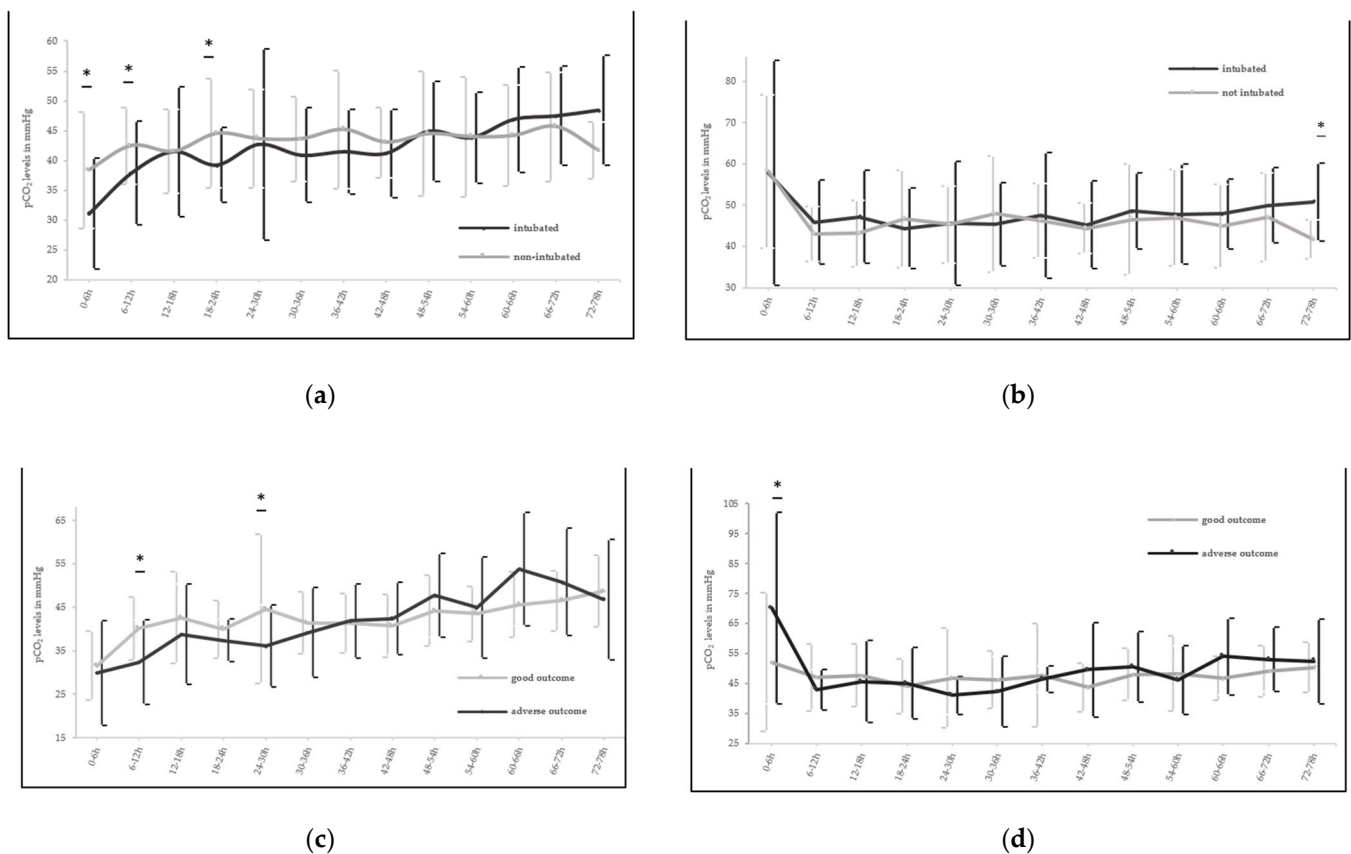 *
*
*
pCO₂ levels in mmHg
60
55
50
45
40
35
30
25
20
intubated
non-intubated
0-6h
6-12h
12-18h
18-24h
24-30h
30-36h
36-42h
42-48h
48-54h
54-60h
60-66h
66-72h
72-78h
(a)
pCO₂ levels in mmHg
80
70
60
50
40
30
intubated
not intubated
*
0-6h
6-12h
12-18h
18-24h
24-30h
30-36h
36-42h
42-48h
48-54h
54-60h
60-66h
66-72h
72-78h
(b)
*
*
pCO₂ levels in mmHg
65
55
45
35
25
15
good outcome
adverse outcome
0-6h
6-12h
12-18h
18-24h
24-30h
30-36h
36-42h
42-48h
48-54h
54-60h
60-66h
66-72h
72-78h
(c)
*
pCO₂ levels in mmHg
105
95
85
75
65
55
45
35
25
good outcome
adverse outcome
0-6h
6-12h
12-18h
18-24h
24-30h
30-36h
36-42h
42-48h
48-54h
54-60h
60-66h
66-72h
72-78h
(d)